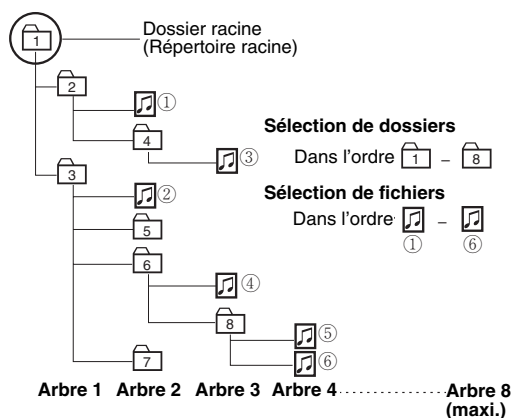 1
Dossier racine
(Répertoire racine)
2
①
4
③
3
②
5
6
④
8
⑤
⑥
7
Sélection de dossiers
Dans l'ordre 1 – 8
Sélection de fichiers
Dans l'ordre – 
① ⑥
Arbre 1 Arbre 2 Arbre 3 Arbre 4 ................ Arbre 8
(maxi.)